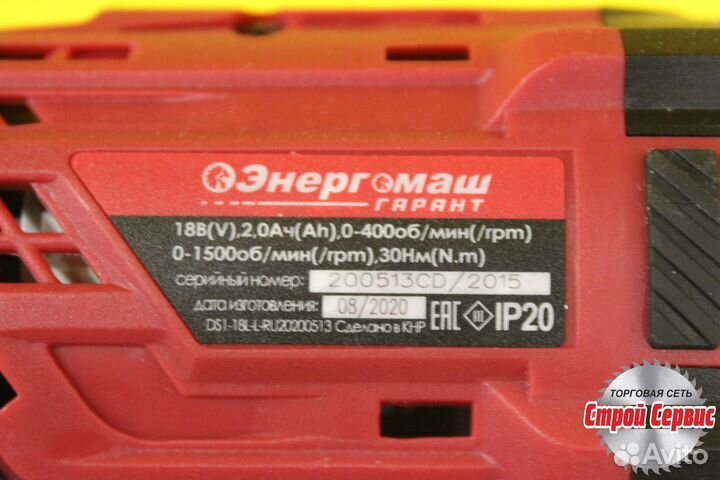 Энергомаш
ГАРАНТ
18В(V),2,0Ач(Ah),0-400об/мин(/rpm)
0-1500об/мин(/rpm),30Нм(N.m)
серийный номер: 200513CD/2015
дата изготовления: 08/2020
DS1-18L-L-RU20200513 Сделано в КНР
EAC III IP20
ТОРГОВАЯ СЕТЬ
Строй Сервис
Avito